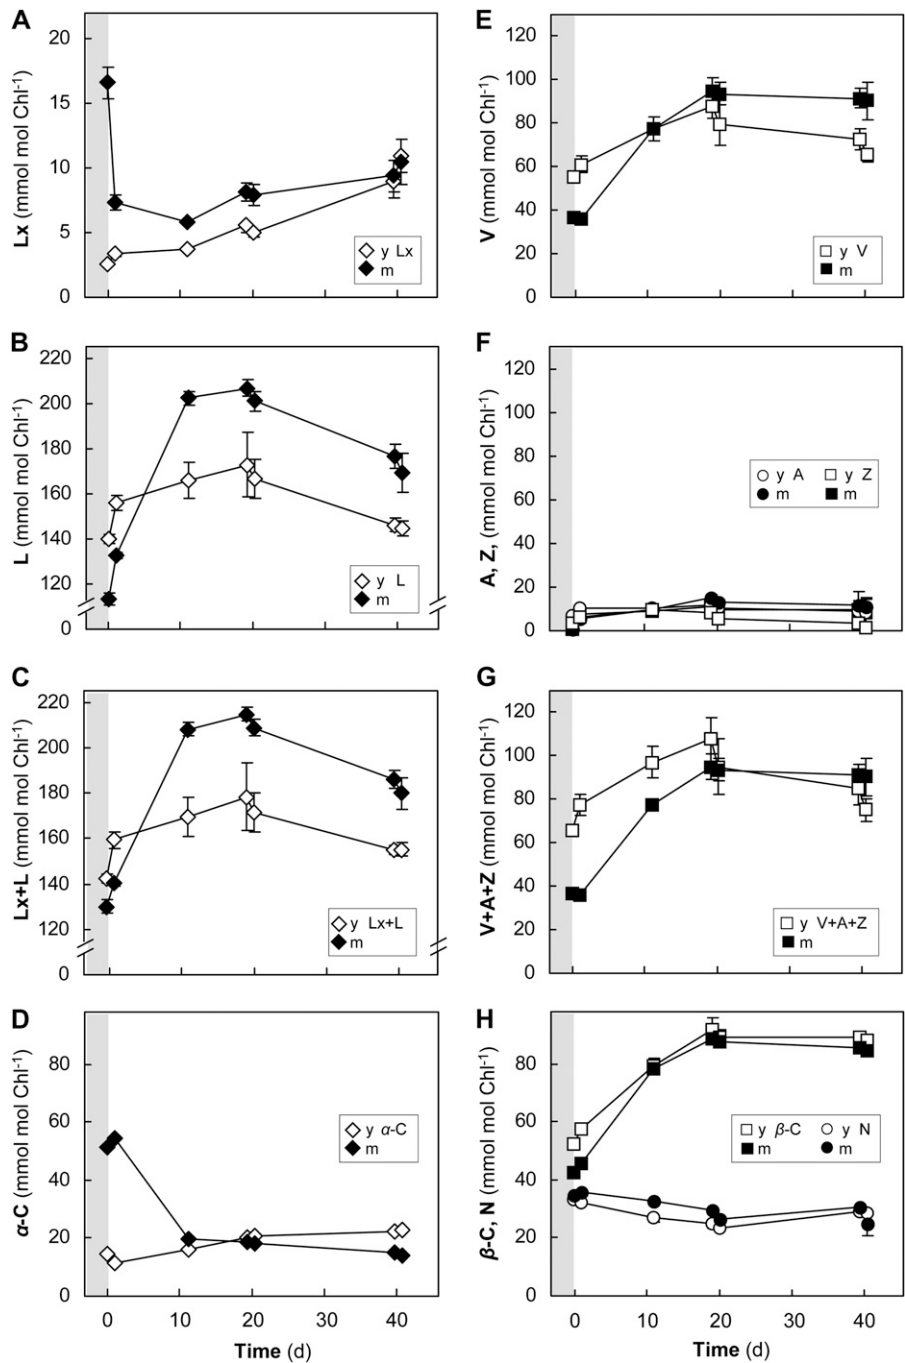 A
Lx (mmol mol Chl⁻¹)
20
15
10
5
0
y Lx
m
B
L (mmol mol Chl⁻¹)
220
200
180
160
140
120
0
y L
m
C
Lx+L (mmol mol Chl⁻¹)
220
200
180
160
140
120
0
y Lx+L
m
D
α-C (mmol mol Chl⁻¹)
80
60
40
20
0
y α-C
m
0 10 20 30 40
Time (d)
E
V (mmol mol Chl⁻¹)
120
100
80
60
40
20
0
y V
m
F
A, Z, (mmol mol Chl⁻¹)
120
100
80
60
40
20
0
y A y Z
m m
G
V+A+Z (mmol mol Chl⁻¹)
120
100
80
60
40
20
0
y V+A+Z
m
H
β-C, N (mmol mol Chl⁻¹)
80
60
40
20
0
y β-C y N
m m
0 10 20 30 40
Time (d)